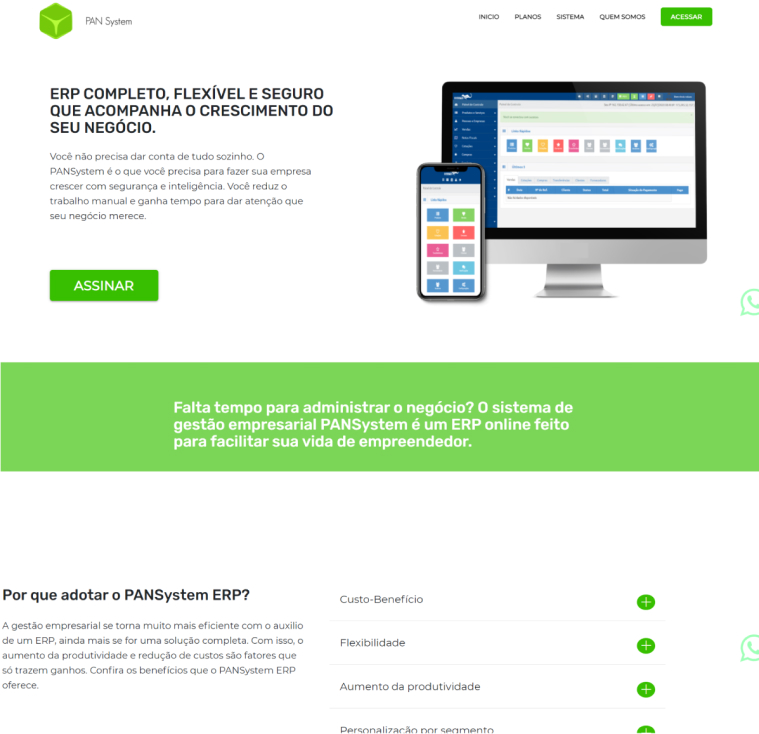 PAN System
INICIO
PLANOS
SISTEMA
QUEM SOMOS
ACESSAR
ERP COMPLETO, FLEXÍVEL E SEGURO
QUE ACOMPANHA O CRESCIMENTO DO
SEU NEGÓCIO.
Você não precisa dar conta de tudo sozinho. O
PANSystem é o que você precisa para fazer sua empresa
crescer com segurança e inteligência. Você reduz o
trabalho manual e ganha tempo para dar atenção que
seu negócio merece.
ASSINAR
Falta tempo para administrar o negócio? O sistema de
gestão empresarial PANSystem é um ERP online feito
para facilitar sua vida de empreendedor.
Por que adotar o PANSystem ERP?
A gestão empresarial se torna muito mais eficiente com o auxílio
de um ERP, ainda mais se for uma solução completa. Com isso, o
aumento da produtividade e redução de custos são fatores que
só trazem ganhos. Confira os benefícios que o PANSystem ERP
oferece.
Custo-Benefício
Flexibilidade
Aumento da produtividade
Personalização por segmento